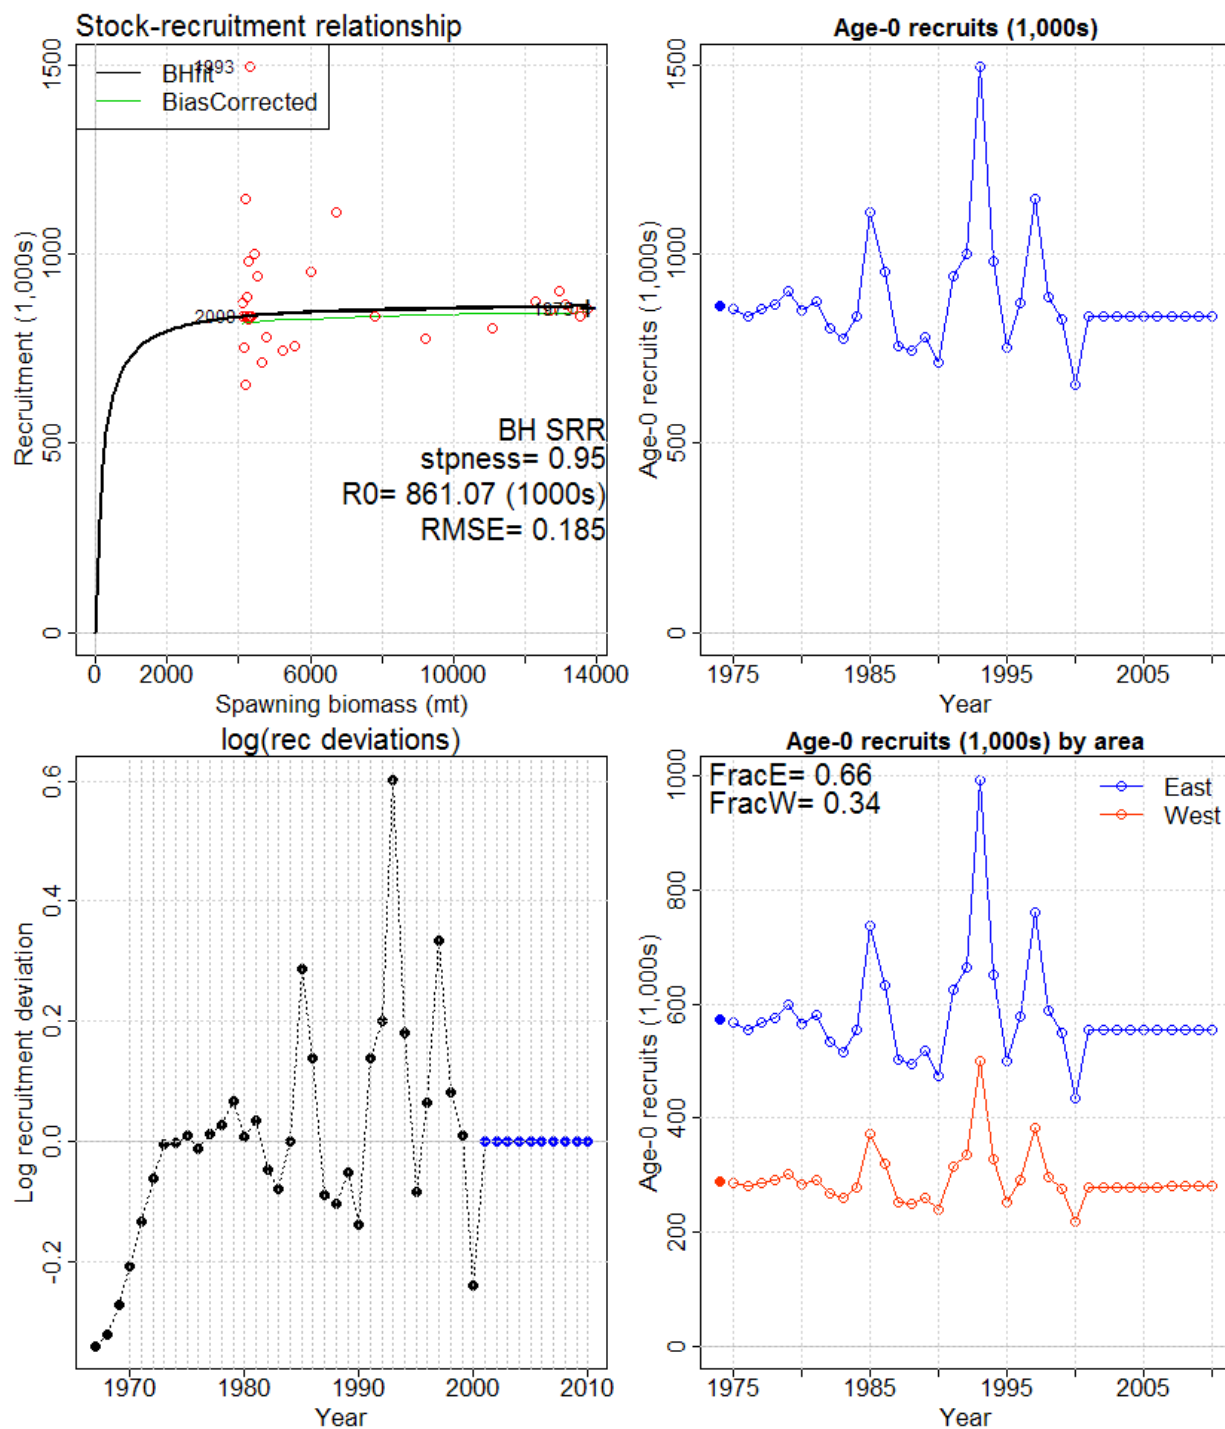 Stock-recruitment relationship
1500
1000
500
0
Recruitment (1,000s)
1993
BHfit
BiasCorrected
BH SRR
stpness= 0.95
R0= 861.07 (1000s)
RMSE= 0.185
0 2000 6000 10000 14000
Spawning biomass (mt)
Age-0 recruits (1,000s)
1500
1000
500
0
Age-0 recruits (1,000s)
1975 1985 1995 2005
Year
log(rec deviations)
0.6
0.4
0.2
0.0
-0.2
Log recruitment deviation
1970 1980 1990 2000 2010
Year
Age-0 recruits (1,000s) by area
FracE= 0.66
FracW= 0.34
East
West
1000
800
600
400
200
0
Age-0 recruits (1,000s)
1975 1985 1995 2005
Year